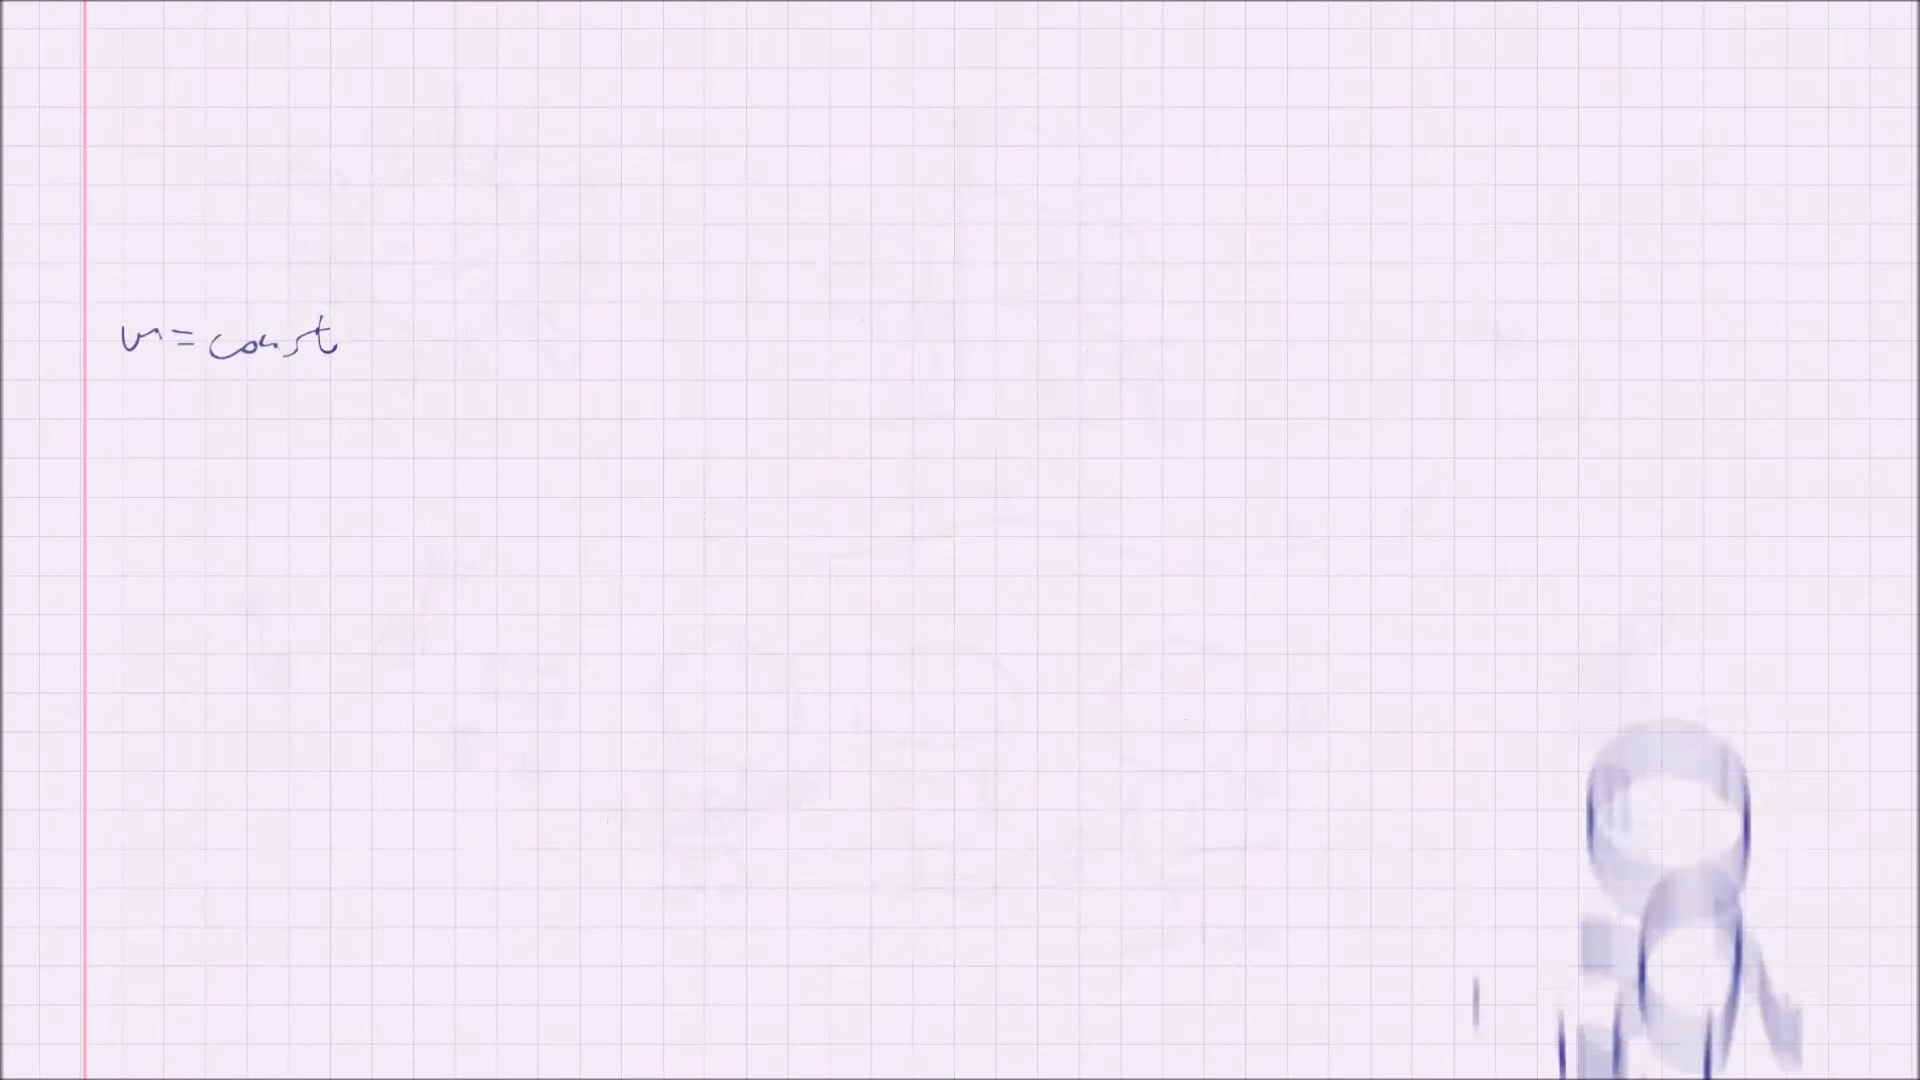 m = const